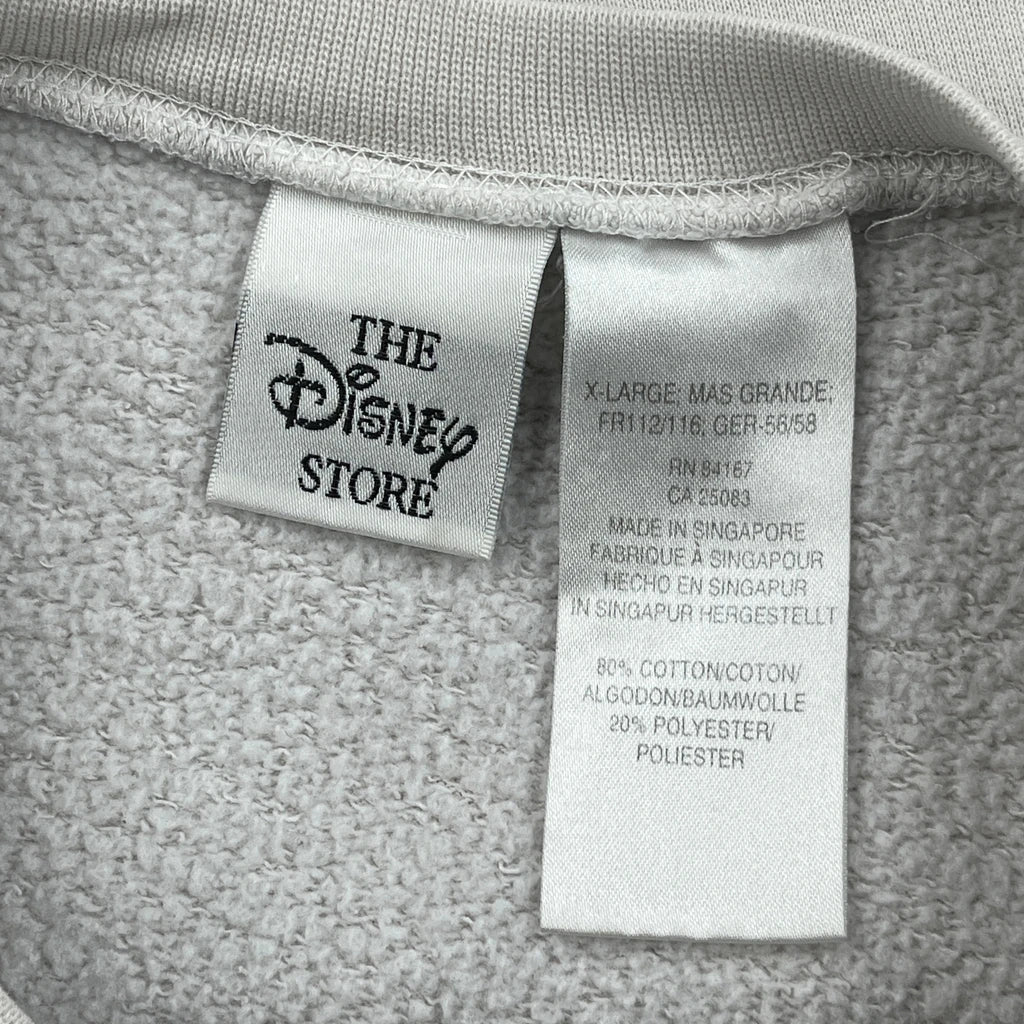 THE
Disney
STORE
X-LARGE; MAS GRANDE;
FR112/116; GER-56/58
RN 84167
CA 25083
MADE IN SINGAPORE
FABRIQUE À SINGAPOUR
HECHO EN SINGAPUR
IN SINGAPUR HERGESTELLT
80% COTTON/COTON/
ALGODON/BAUMWOLLE
20% POLYESTER/
POLIESTER